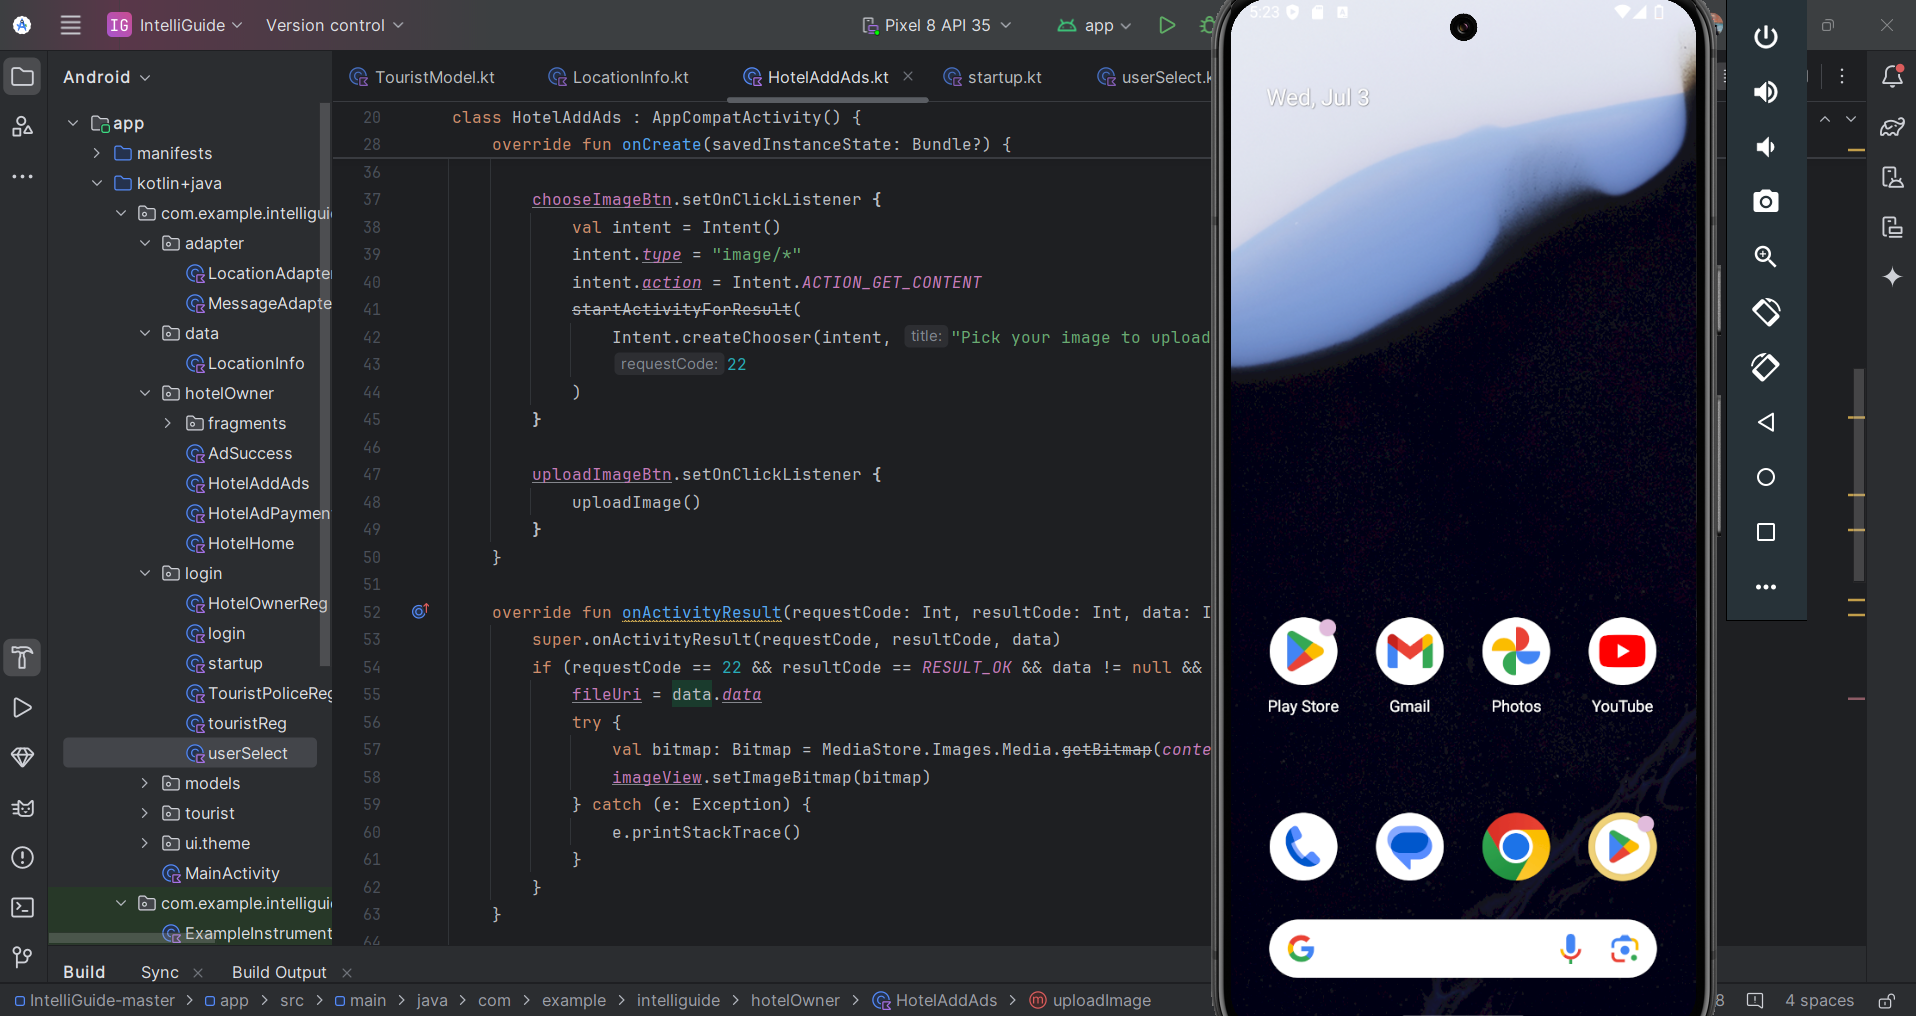 IG IntelliGuide Version control Pixel 8 API 35 app
Android
app
manifests
kotlin+java
com.example.intelligui
adapter
LocationAdapte
MessageAdapte
data
LocationInfo
hotelOwner
fragments
AdSuccess
HotelAddAds
HotelAdPaymen
HotelHome
login
HotelOwnerReg
login
startup
TouristPoliceReg
touristReg
userSelect
models
tourist
ui.theme
MainActivity
com.example.intelligui
ExampleInstrument
TouristModel.kt LocationInfo.kt HotelAddAds.kt startup.kt userSelect.k
20 class HotelAddAds : AppCompatActivity() {
28 override fun onCreate(savedInstanceState: Bundle?) {
36
37 chooseImageBtn.setOnClickListener {
38 val intent = Intent()
39 intent.type = "image/*"
40 intent.action = Intent.ACTION_GET_CONTENT
41 startActivityForResult(
42 Intent.createChooser(intent, title: "Pick your image to upload
43 requestCode: 22
44 )
45 }
46
47 uploadImageBtn.setOnClickListener {
48 uploadImage()
49 }
50 }
51
52 override fun onActivityResult(requestCode: Int, resultCode: Int, data: I
53 super.onActivityResult(requestCode, resultCode, data)
54 if (requestCode == 22 && resultCode == RESULT_OK && data != null &&
55 fileUri = data.data
56 try {
57 val bitmap: Bitmap = MediaStore.Images.Media.getBitmap(conte
58 imageView.setImageBitmap(bitmap)
59 } catch (e: Exception) {
60 e.printStackTrace()
61 }
62 }
63 }
64
5:23
Wed, Jul 3
Play Store Gmail Photos YouTube
Build Sync Build Output
IntelliGuide-master > app > src > main > java > com > example > intelliguide > hotelOwner > HotelAddAds > uploadImage
8 4 spaces